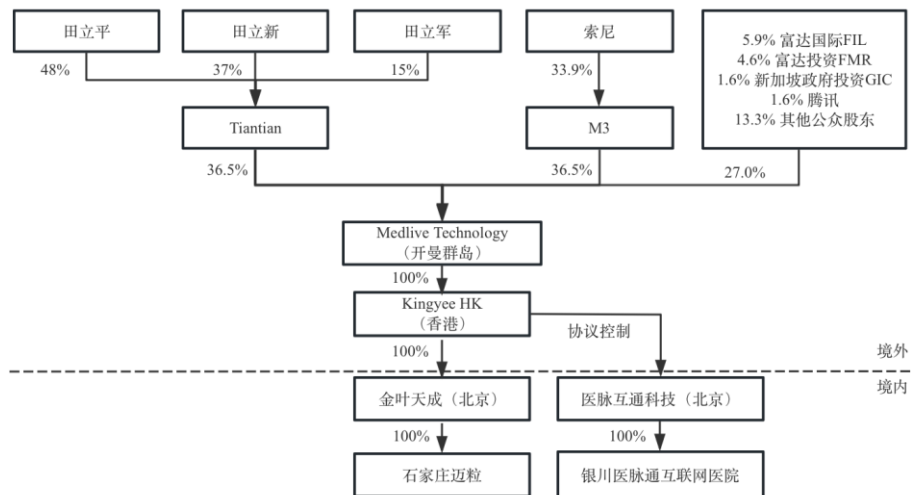 田立平
田立新
田立军
索尼
5.9% 富达国际FIL
4.6% 富达投资FMR
1.6% 新加坡政府投资GIC
1.6% 腾讯
13.3% 其他公众股东
48%
37%
15%
33.9%
Tiantian
M3
36.5%
36.5%
27.0%
Medlive Technology
（开曼群岛）
100%
Kingyee HK
（香港）
协议控制
100%
境外
境内
金叶天成（北京）
医脉互通科技（北京）
100%
100%
石家庄迈粒
银川医脉通互联网医院